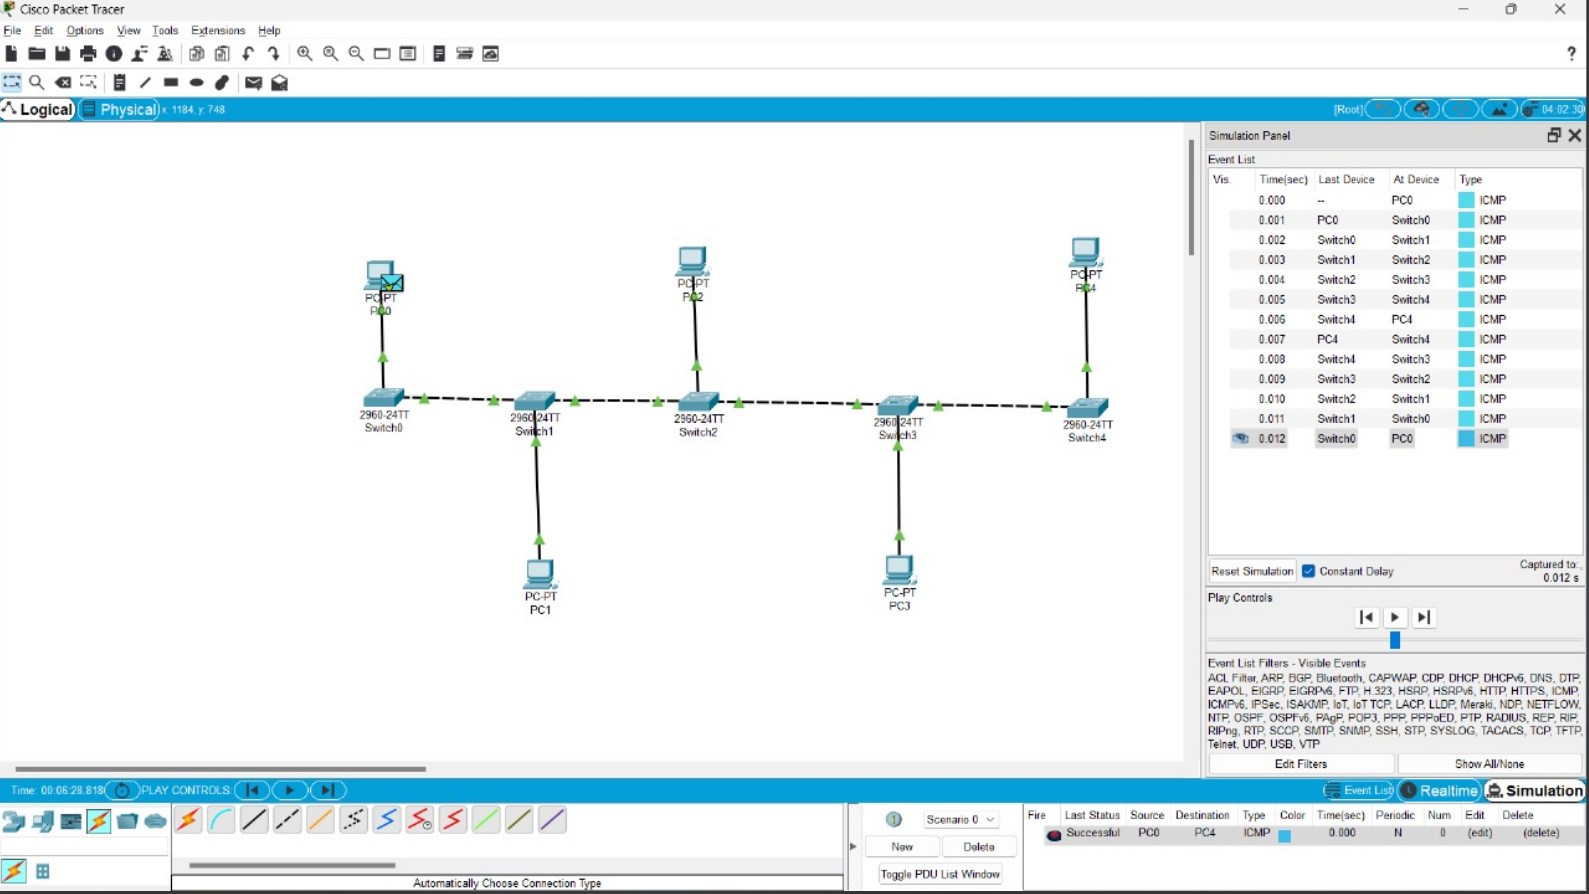 Cisco Packet Tracer
File Edit Options View Tools Extensions Help
?
Logical Physical x: 1184, y: 748 [Root] 04:02:30
Simulation Panel
Event List
Vis. Time(sec) Last Device At Device Type
0.000 -- PC0 ICMP
0.001 PC0 Switch0 ICMP
0.002 Switch0 Switch1 ICMP
0.003 Switch1 Switch2 ICMP
0.004 Switch2 Switch3 ICMP
0.005 Switch3 Switch4 ICMP
0.006 Switch4 PC4 ICMP
0.007 PC4 Switch4 ICMP
0.008 Switch4 Switch3 ICMP
0.009 Switch3 Switch2 ICMP
0.010 Switch2 Switch1 ICMP
0.011 Switch1 Switch0 ICMP
0.012 Switch0 PC0 ICMP
PC-PT
PC0
PC-PT
PC2
PC-PT
PC4
2960-24TT
Switch0
2960-24TT
Switch1
2960-24TT
Switch2
2960-24TT
Switch3
2960-24TT
Switch4
PC-PT
PC1
PC-PT
PC3
Reset Simulation Constant Delay Captured to:
0.012 s
Play Controls
Event List Filters - Visible Events
ACL Filter, ARP, BGP, Bluetooth, CAPWAP, CDP, DHCP, DHCPv6, DNS, DTP,
EAPOL, EIGRP, EIGRPv6, FTP, H.323, HSRP, HSRPv6, HTTP, HTTPS, ICMP,
ICMPv6, IPSec, ISAKMP, IoT, IoT TCP, LACP, LLDP, Meraki, NDP, NETFLOW,
NTP, OSPF, OSPFv6, PAgP, POP3, PPP, PPPoED, PTP, RADIUS, REP, RIP,
RIPng, RTP, SCCP, SMTP, SNMP, SSH, STP, SYSLOG, TACACS, TCP, TFTP,
Telnet, UDP, USB, VTP
Edit Filters Show All/None
Time: 00:06:28.818 PLAY CONTROLS: Event List Realtime Simulation
Automatically Choose Connection Type
1 Scenario 0
New Delete
Toggle PDU List Window
Fire Last Status Source Destination Type Color Time(sec) Periodic Num Edit Delete
Successful PC0 PC4 ICMP 0.000 N 0 (edit) (delete)